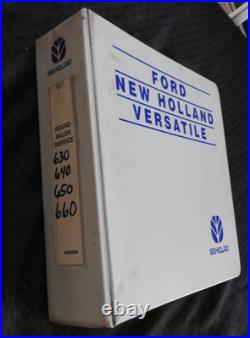 NEW HOLLAND
ROUND
BALER
SERVICE
630
640
650
660
FORD
NEW HOLLAND
VERSATILE
NEW HOLLAND